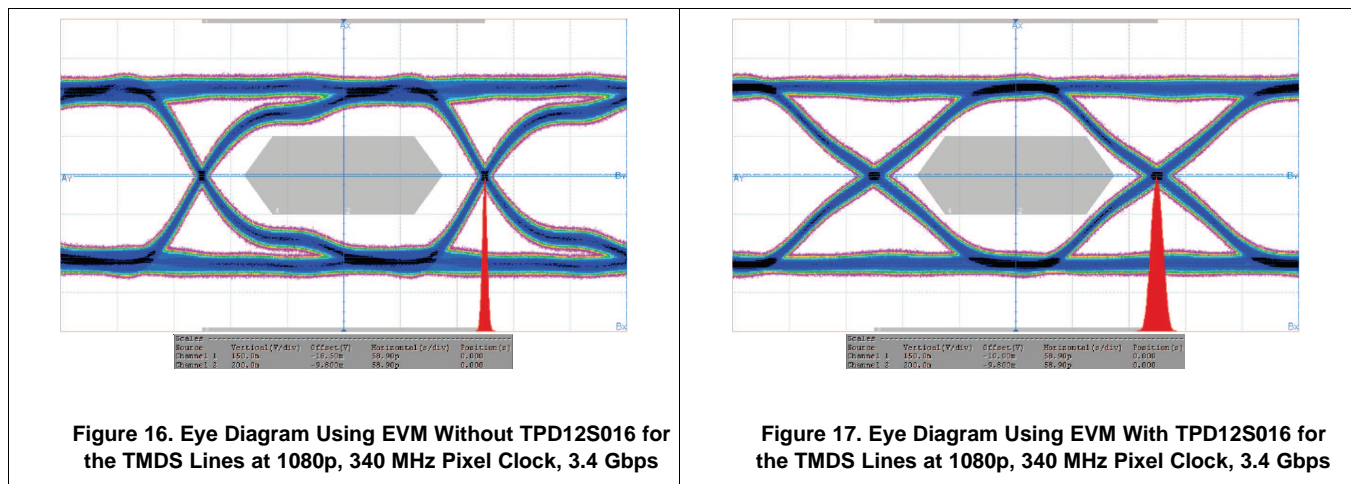 Ax
Ay
By
Bx
1
2
Scales
Source Vertical(V/div) Offset(V) Horizontal(s/div) Position(s)
Channel 1 150.0m -18.50m 58.90p 0.000
Channel 2 200.0m -9.800m 58.90p 0.000
Figure 16. Eye Diagram Using EVM Without TPD12S016 for
the TMDS Lines at 1080p, 340 MHz Pixel Clock, 3.4 Gbps
Ax
Ay
By
Bx
1
2
Scales
Source Vertical(V/div) Offset(V) Horizontal(s/div) Position(s)
Channel 1 150.0m -10.00m 58.90p 0.000
Channel 2 200.0m -9.800m 58.90p 0.000
Figure 17. Eye Diagram Using EVM With TPD12S016 for
the TMDS Lines at 1080p, 340 MHz Pixel Clock, 3.4 Gbps